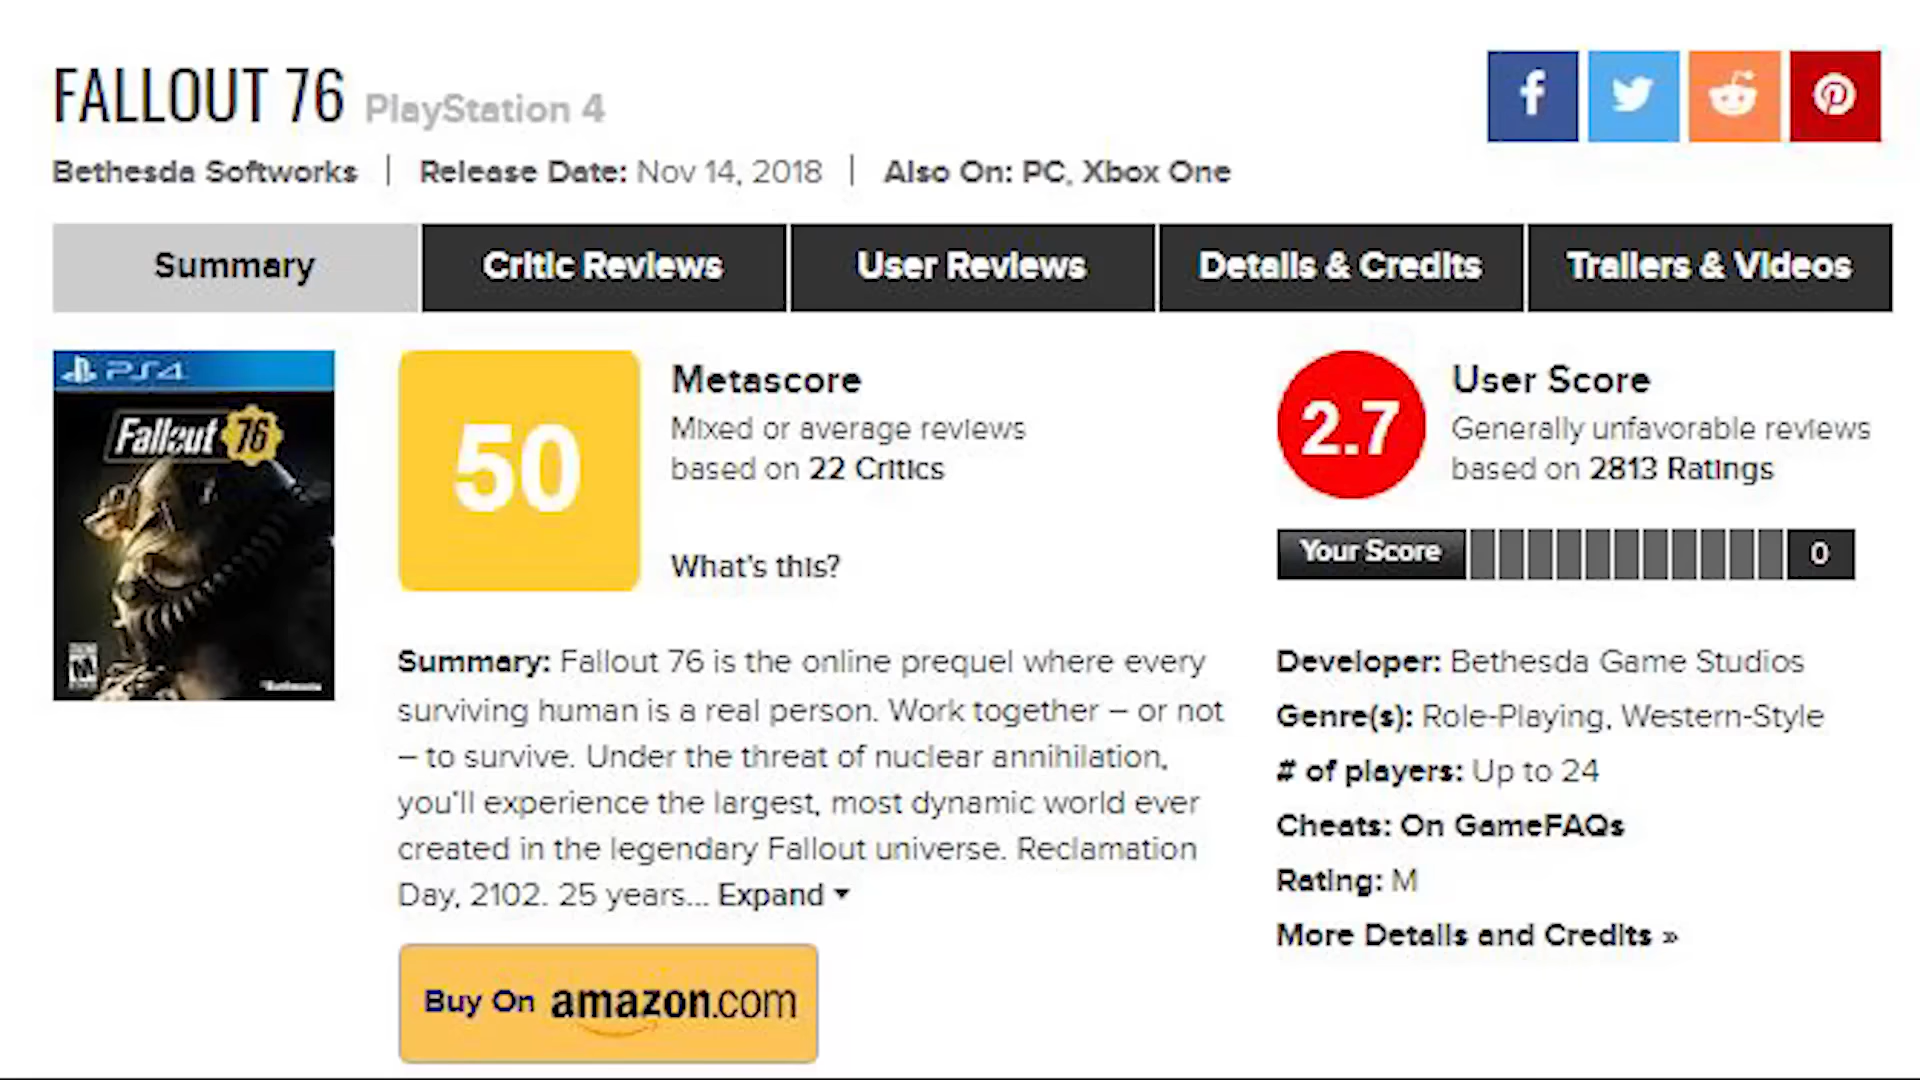 FALLOUT 76 PlayStation 4
Bethesda Softworks | Release Date: Nov 14, 2018 | Also On: PC, Xbox One
Summary
Critic Reviews
User Reviews
Details & Credits
Trailers & Videos
PS4
Fallout 76
M
50
Metascore
Mixed or average reviews
based on 22 Critics
What's this?
2.7
User Score
Generally unfavorable reviews
based on 2813 Ratings
Your Score
0
Summary: Fallout 76 is the online prequel where every
surviving human is a real person. Work together – or not
– to survive. Under the threat of nuclear annihilation,
you'll experience the largest, most dynamic world ever
created in the legendary Fallout universe. Reclamation
Day, 2102. 25 years... Expand
Buy On amazon.com
Developer: Bethesda Game Studios
Genre(s): Role-Playing, Western-Style
# of players: Up to 24
Cheats: On GameFAQs
Rating: M
More Details and Credits »